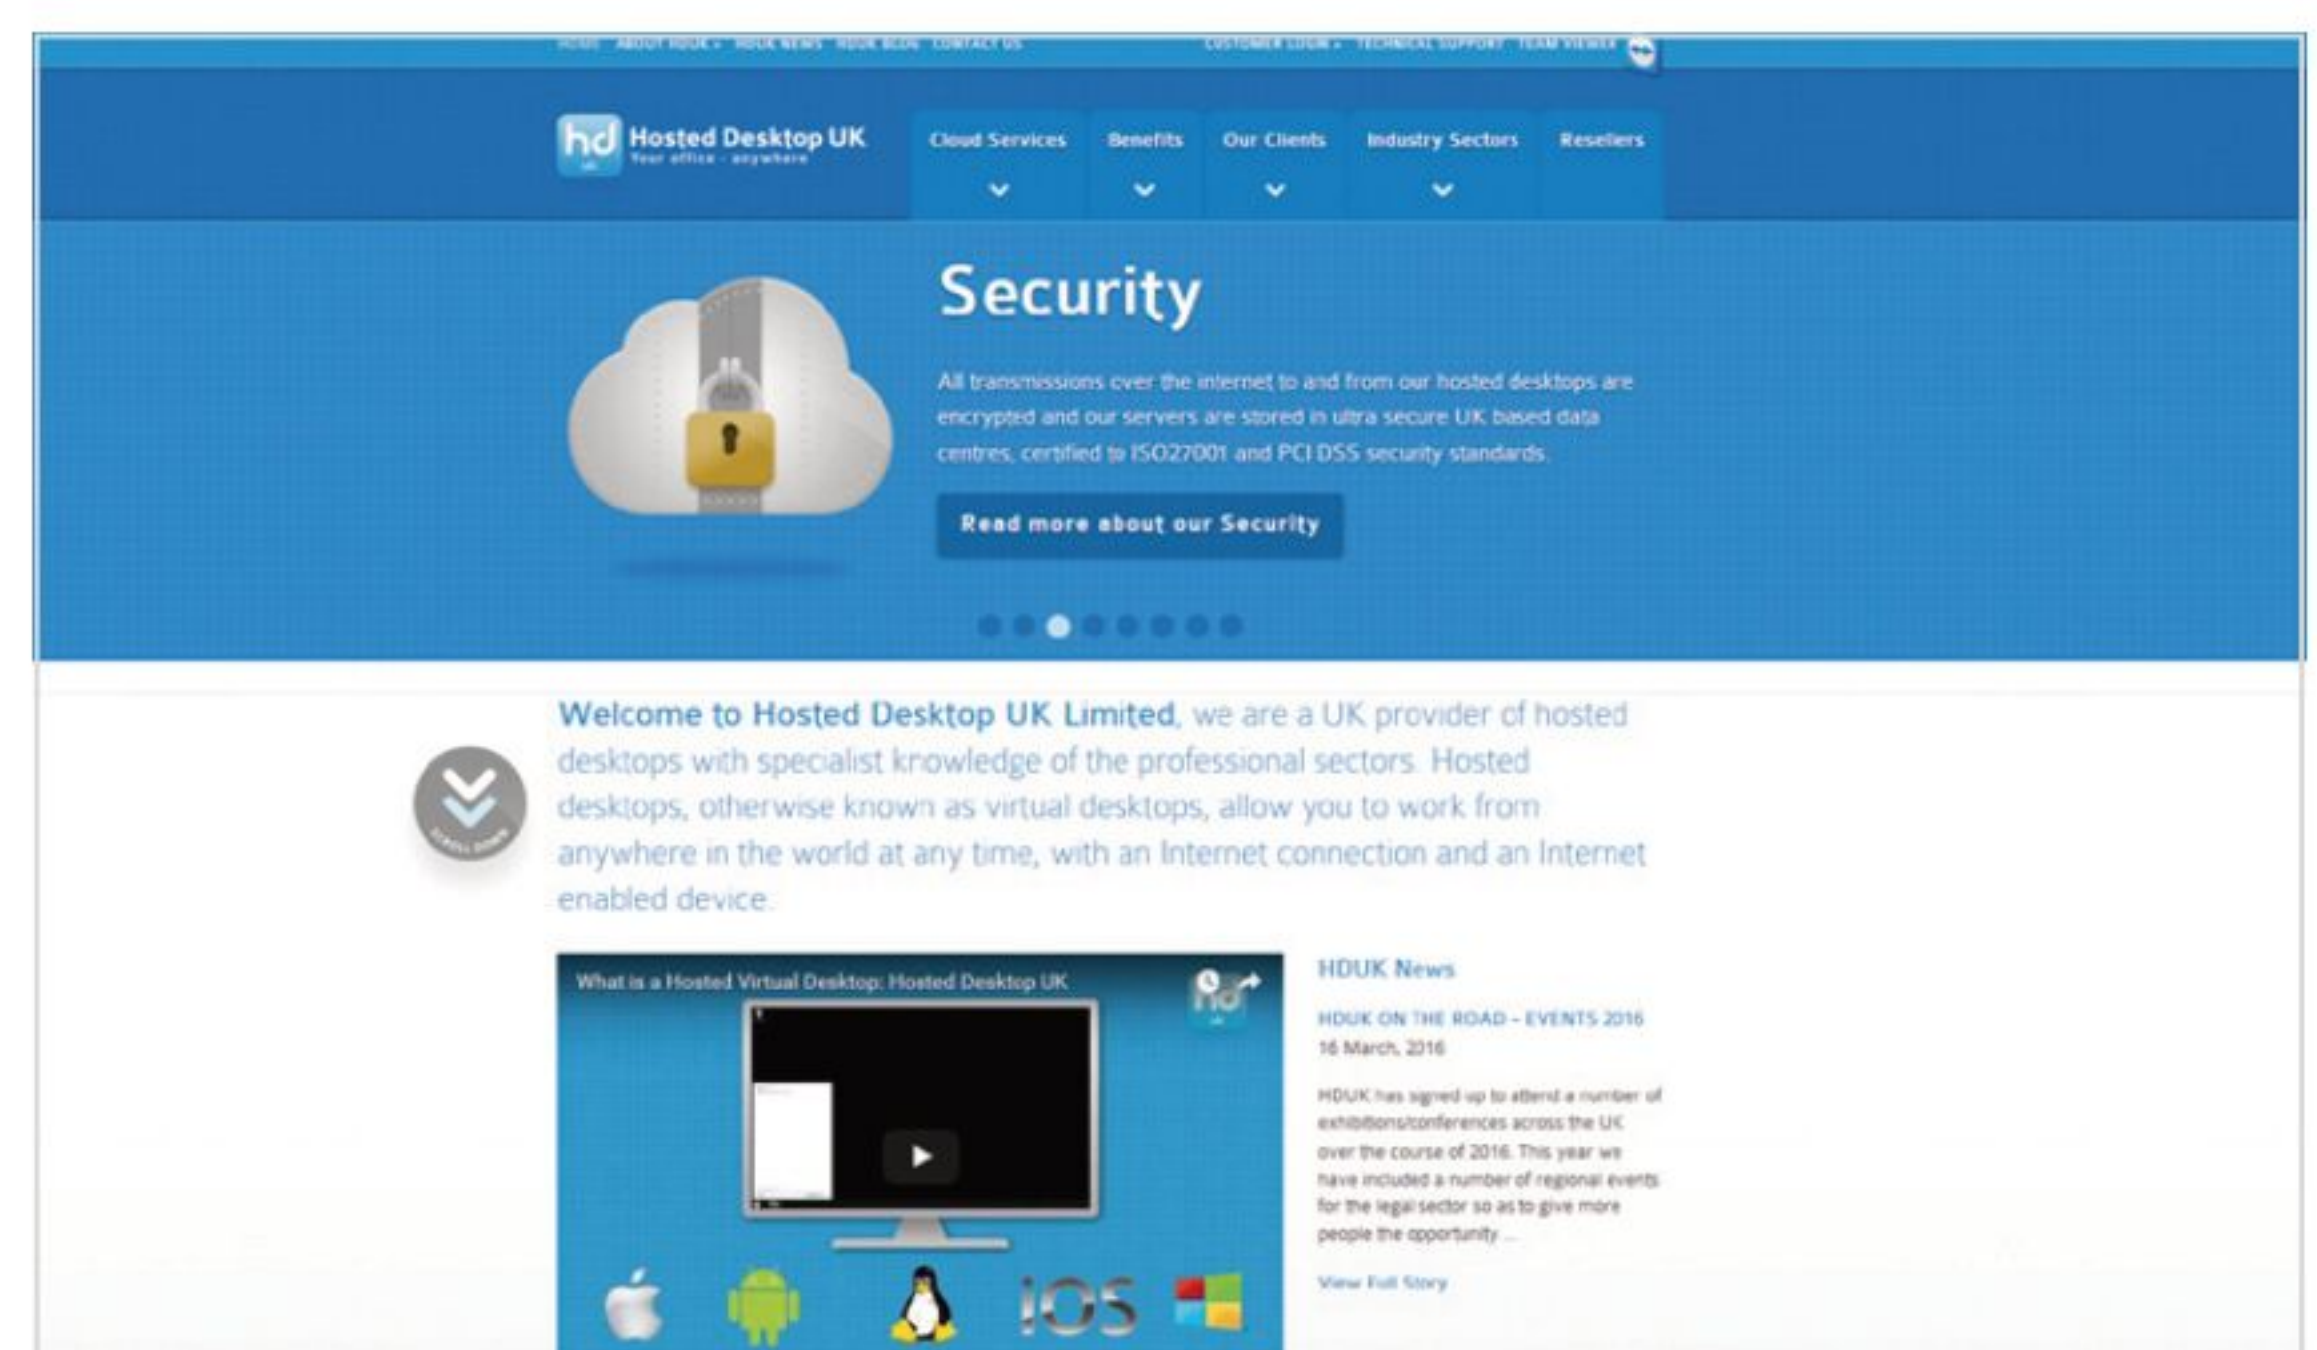 HOME ABOUT HDUK HDUK NEWS HDUK BLOG CONTACT US
CUSTOMER LOGIN TECHNICAL SUPPORT TEAM VIEWER
hd
uk
Hosted Desktop UK
Your office - anywhere
Cloud Services
Benefits
Our Clients
Industry Sectors
Resellers
Security
All transmissions over the internet to and from our hosted desktops are
encrypted and our servers are stored in ultra secure UK based data
centres, certified to ISO27001 and PCI DSS security standards.
Read more about our Security
Welcome to Hosted Desktop UK Limited, we are a UK provider of hosted
desktops with specialist knowledge of the professional sectors. Hosted
desktops, otherwise known as virtual desktops, allow you to work from
anywhere in the world at any time, with an Internet connection and an Internet
enabled device.
SCROLL DOWN
What is a Hosted Virtual Desktop: Hosted Desktop UK
hd
iOS
HDUK News
HDUK ON THE ROAD – EVENTS 2016
16 March, 2016
HDUK has signed up to attend a number of
exhibitions/conferences across the UK
over the course of 2016. This year we
have included a number of regional events
for the legal sector so as to give more
people the opportunity ...
View Full Story